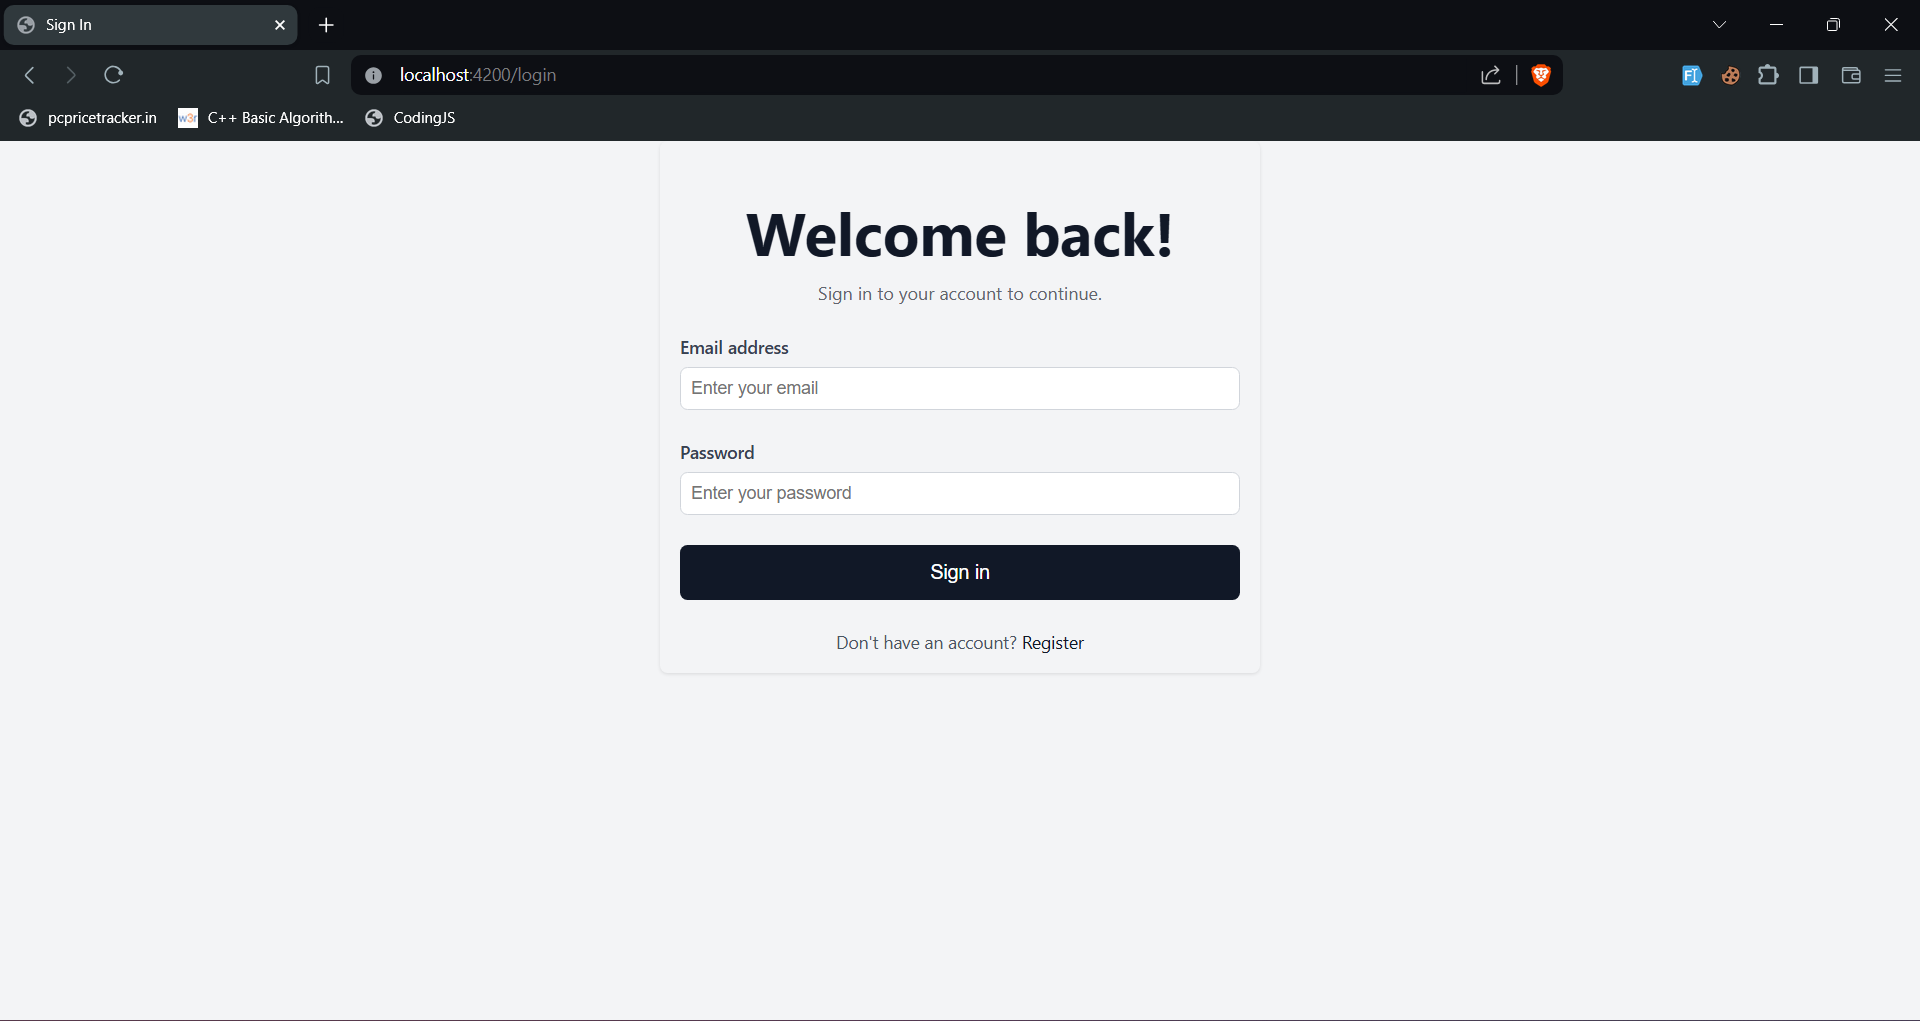 Sign In
localhost:4200/login
pcpricetracker.in
w3r C++ Basic Algorith...
CodingJS
Welcome back!
Sign in to your account to continue.
Email address
Enter your email
Password
Enter your password
Sign in
Don't have an account? Register